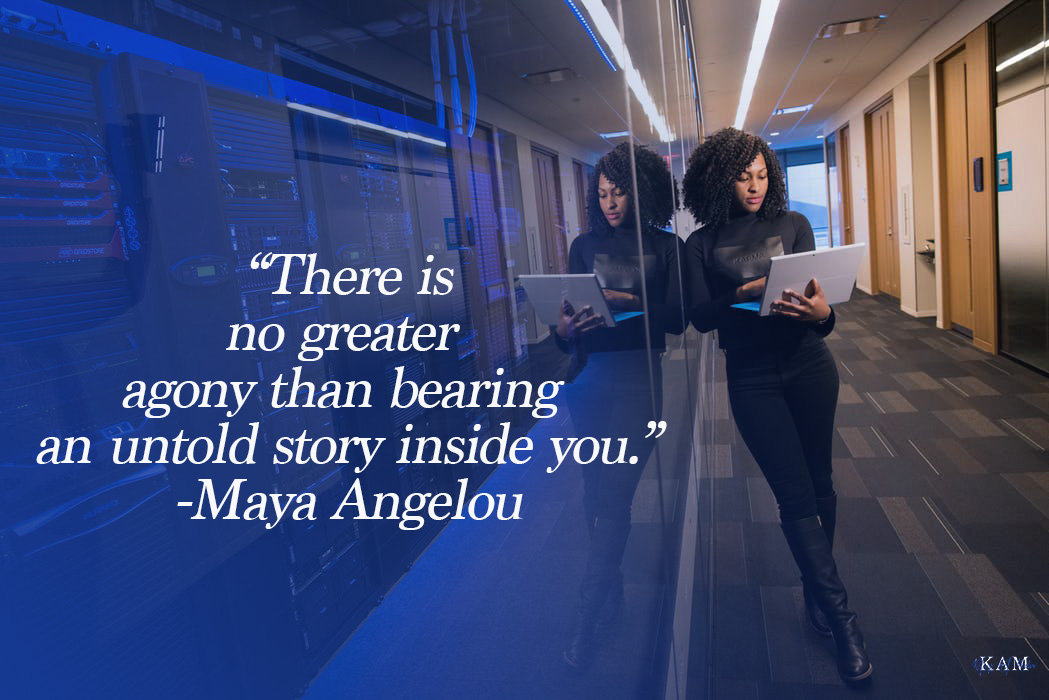 “There is
no greater
agony than bearing
an untold story inside you.”
-Maya Angelou
KAM